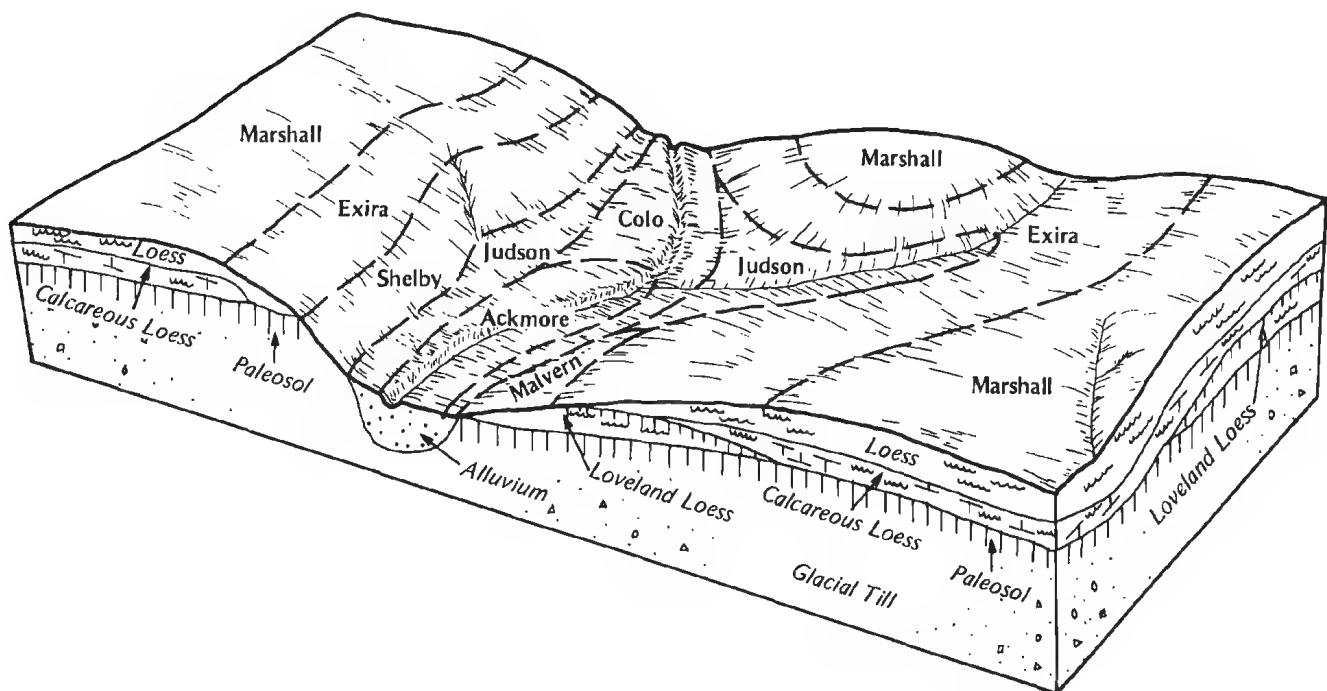 Marshall
Marshall
Exira
Colo
Exira
Loess
Judson
Judson
Shelby
Calcareous Loess
Ackmore
Paleosol
Malvern
Marshall
Loess
Alluvium
Loveland Loess
Calcareous Loess
Loveland Loess
Paleosol
Glacial Till